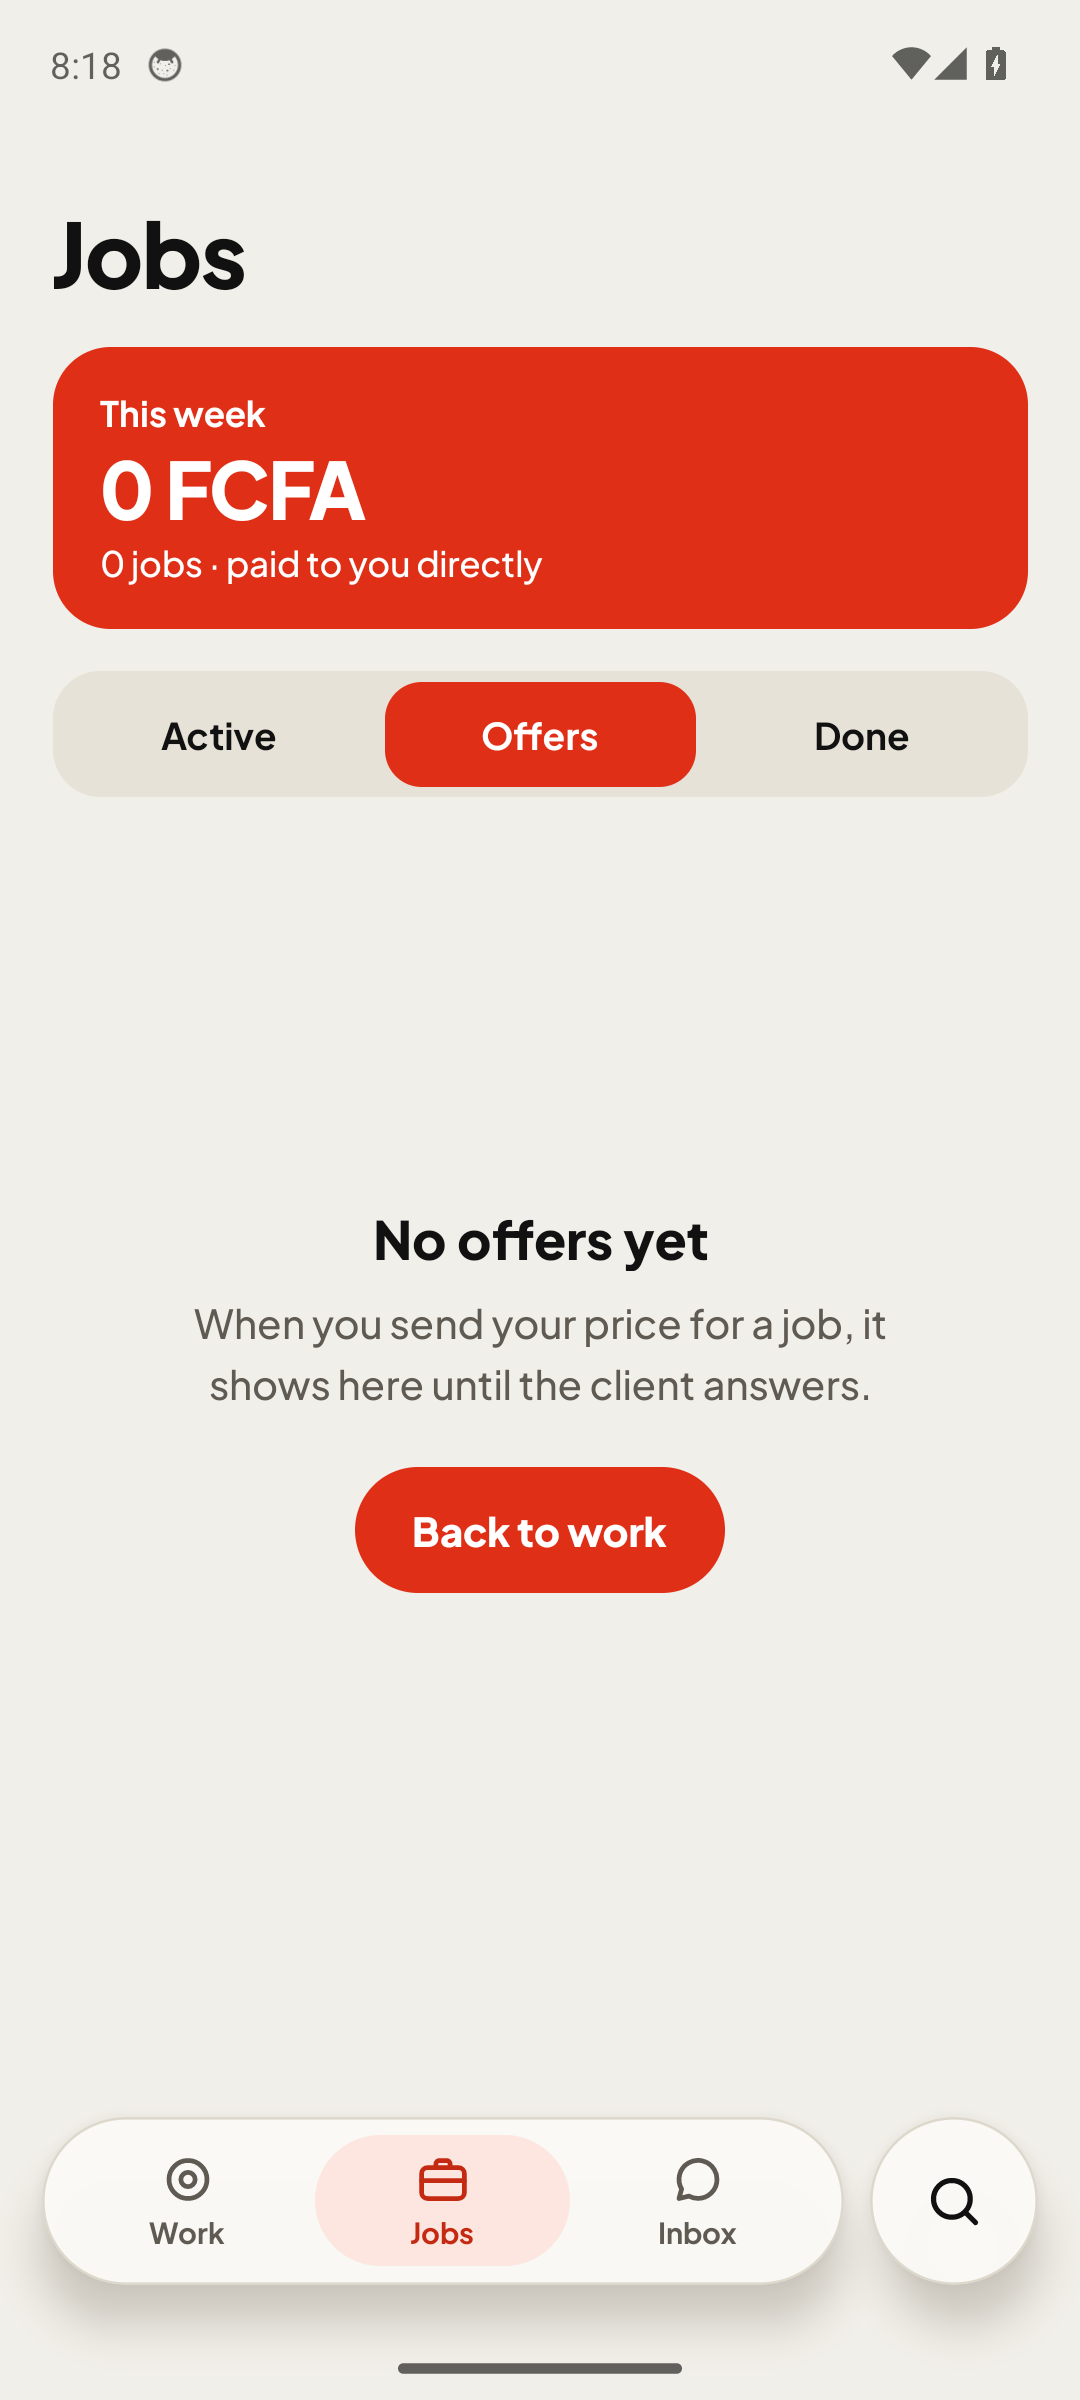 8:18
Jobs
This week
0 FCFA
0 jobs · paid to you directly
Active
Offers
Done
No offers yet
When you send your price for a job, it
shows here until the client answers.
Back to work
Work
Jobs
Inbox